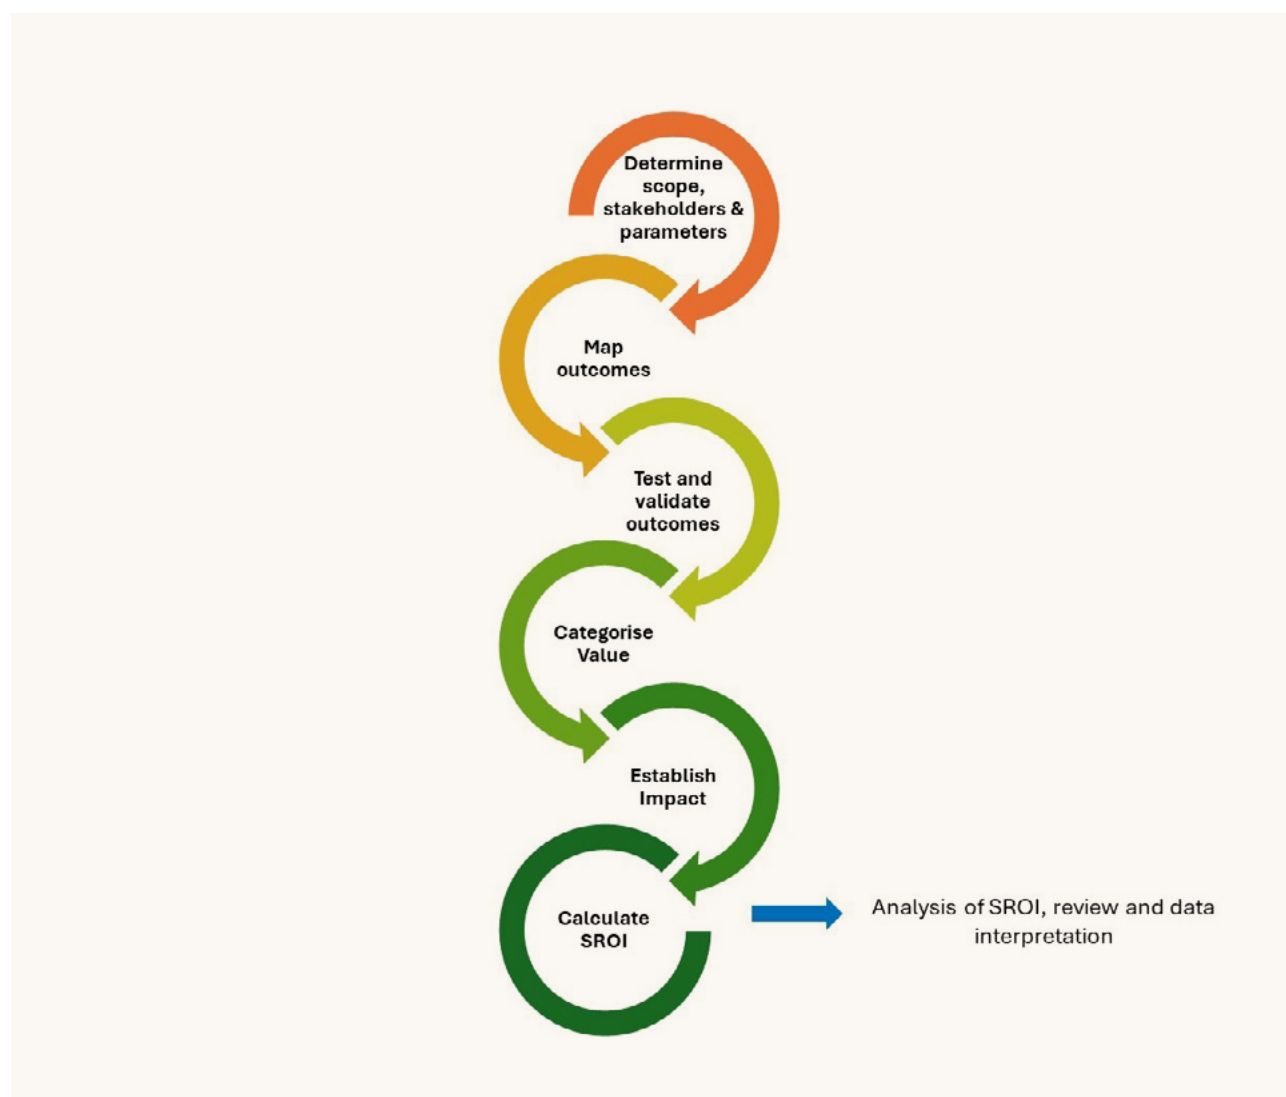 Determine
scope,
stakeholders &
parameters
Map
outcomes
Test and
validate
outcomes
Categorise
Value
Establish
Impact
Calculate
SROI
Analysis of SROI, review and data
interpretation